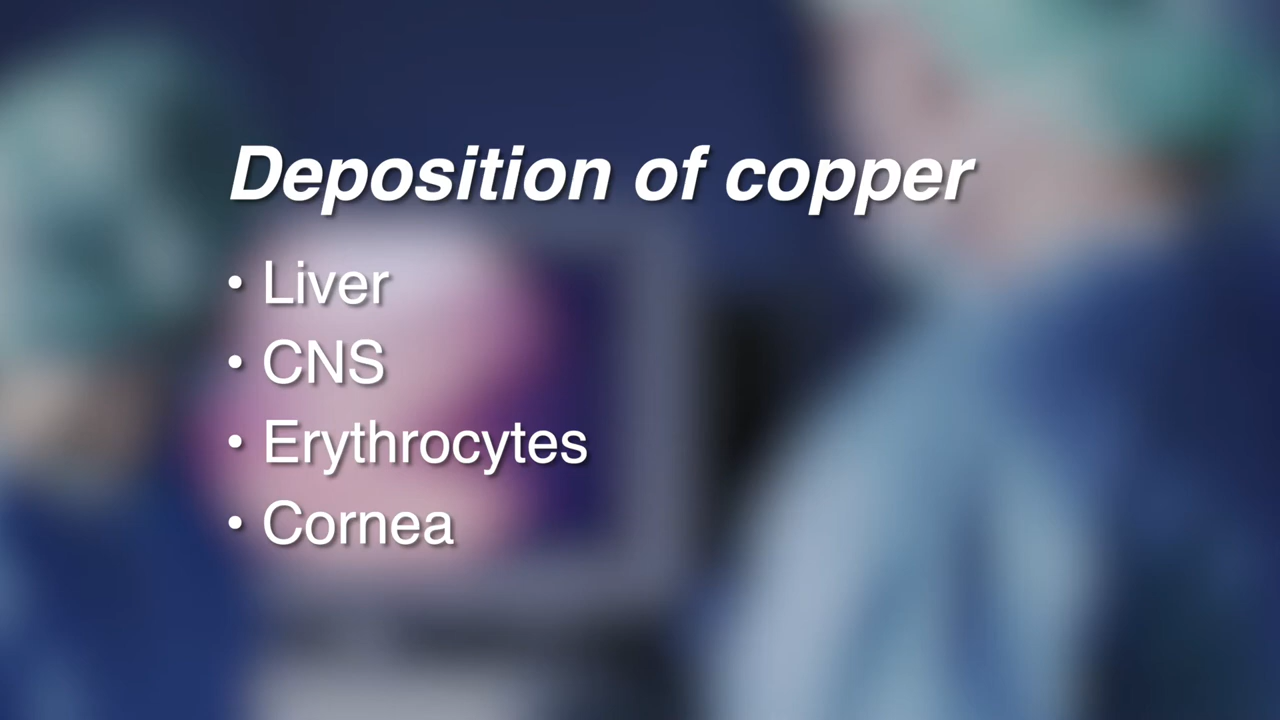 Deposition of copper
• Liver
• CNS
• Erythrocytes
• Cornea